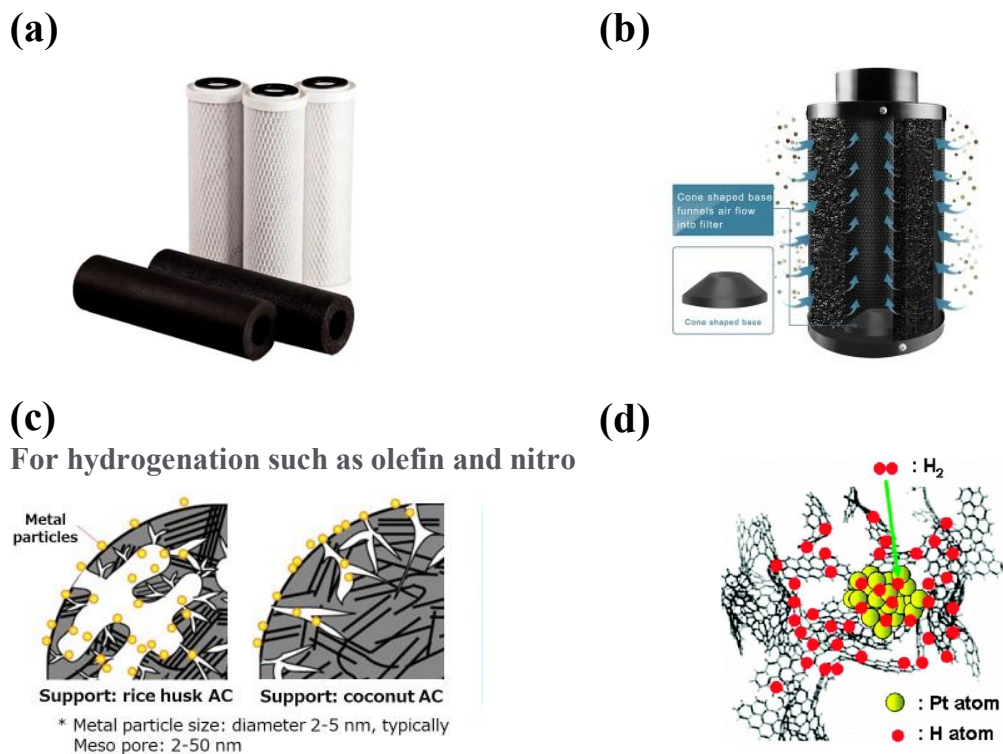 (a)
(b)
Cone shaped base
funnels air flow
into filter
Cone shaped base
(c)
For hydrogenation such as olefin and nitro
Metal
particles
Support: rice husk AC
Support: coconut AC
* Metal particle size: diameter 2-5 nm, typically
Meso pore: 2-50 nm
(d)
: H₂
: Pt atom
: H atom